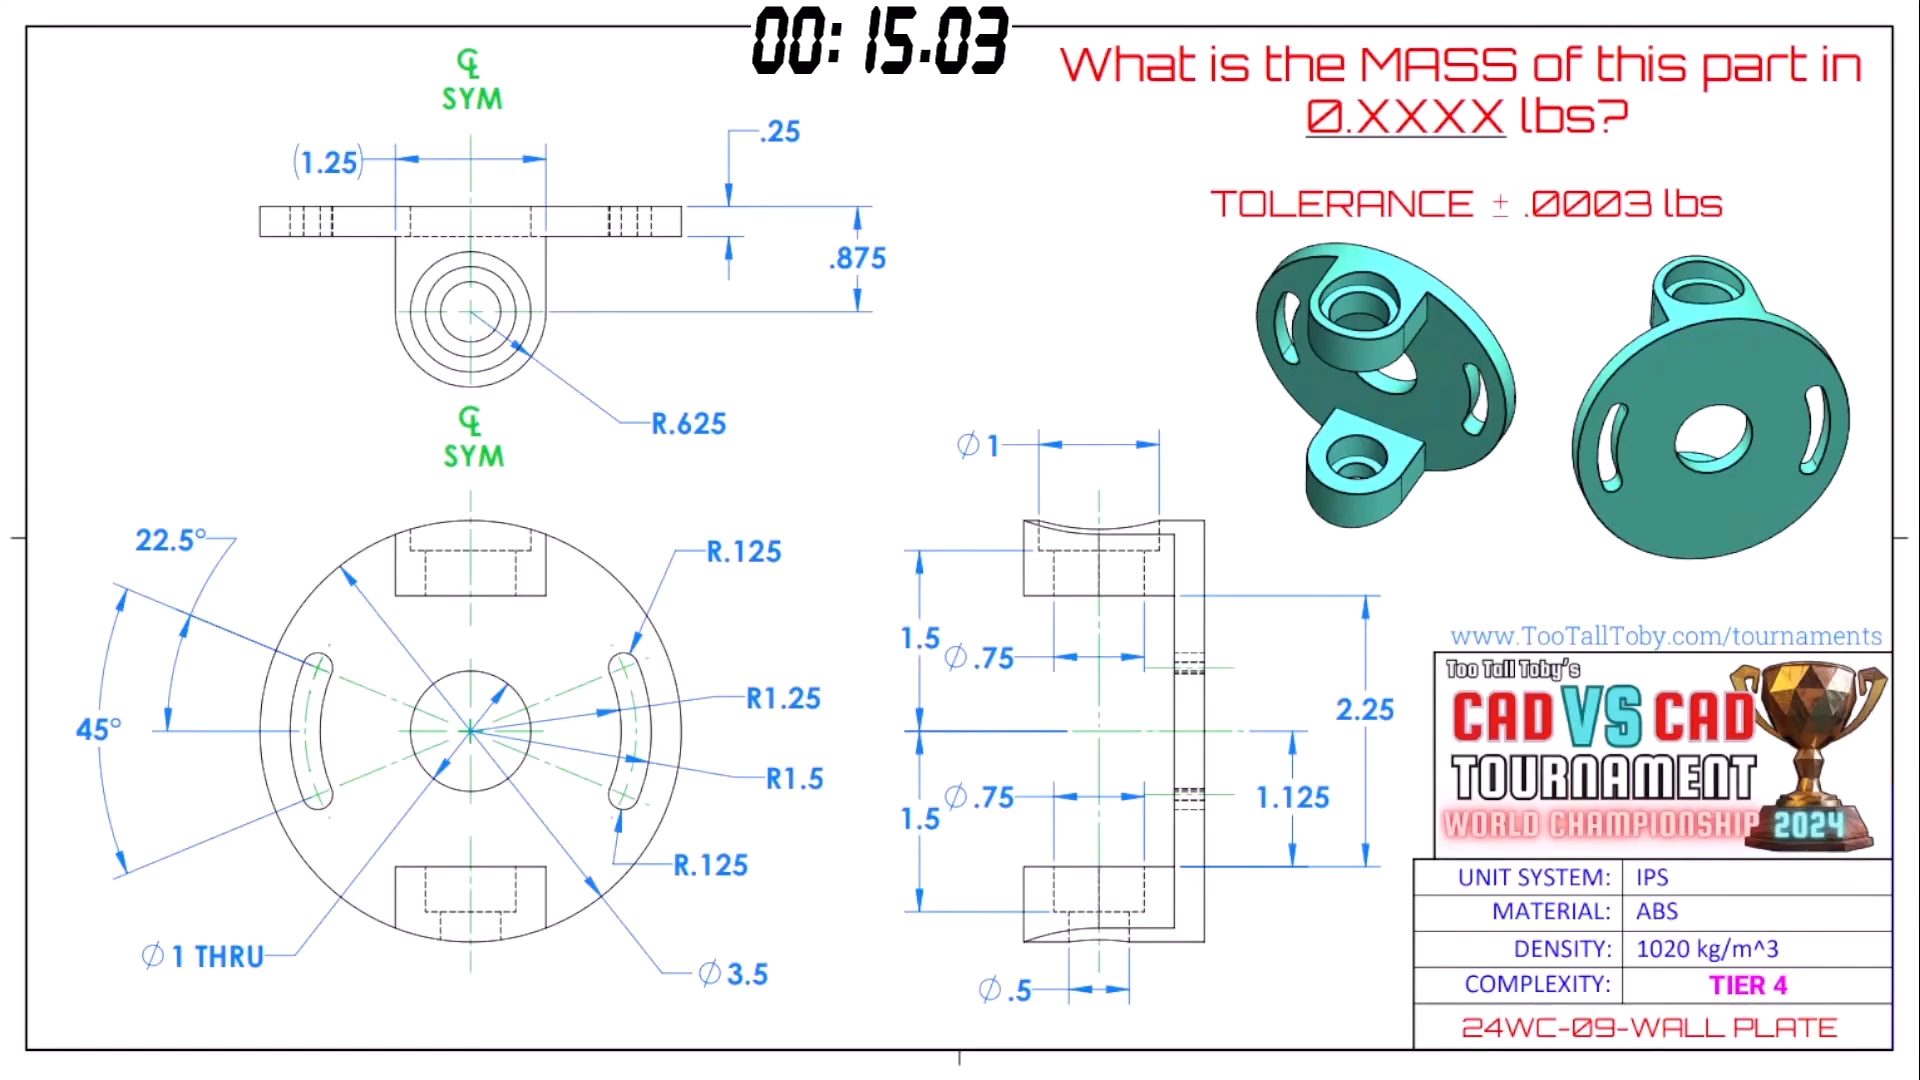 00:15.03
What is the MASS of this part in
0.XXXX lbs?
TOLERANCE ± .0003 lbs
℄
SYM
(1.25)
.25
.875
R.625
℄
SYM
22.5°
45°
R.125
R1.25
R1.5
R.125
∅1 THRU
∅3.5
∅1
1.5
∅.75
2.25
1.5
∅.75
1.125
∅.5
www.TooTallToby.com/tournaments
Too Tall Toby's
CAD VS CAD
TOURNAMENT
WORLD CHAMPIONSHIP 2024
UNIT SYSTEM: IPS
MATERIAL: ABS
DENSITY: 1020 kg/m^3
COMPLEXITY: TIER 4
24WC-09-WALL PLATE